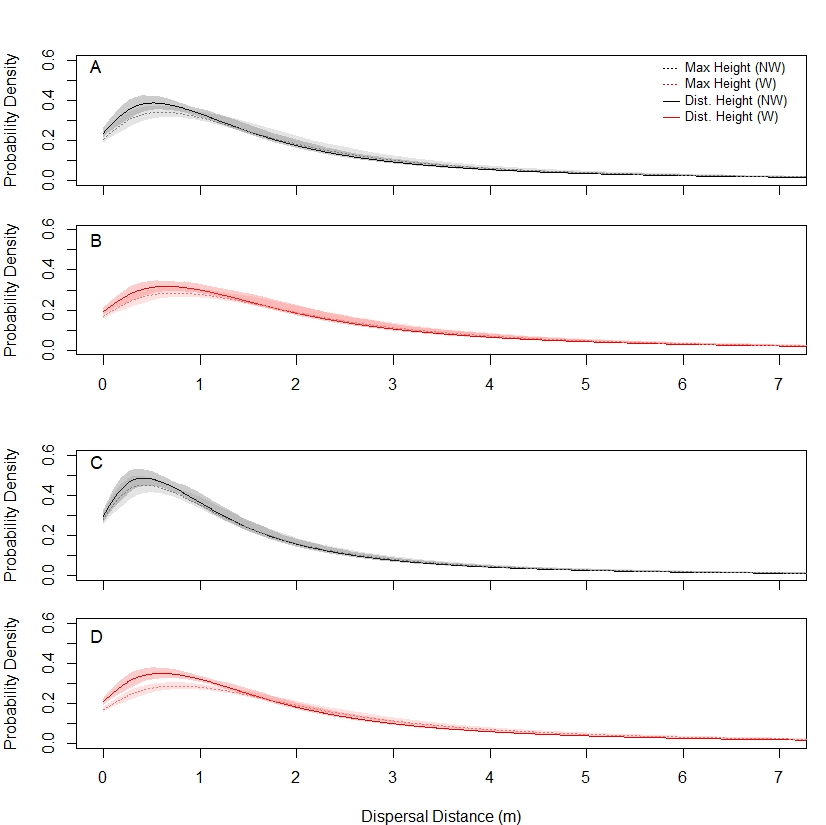 A
Max Height (NW)
Max Height (W)
Dist. Height (NW)
Dist. Height (W)
Probability Density
0.0 0.2 0.4 0.6
B
Probability Density
0.0 0.2 0.4 0.6
0 1 2 3 4 5 6 7
C
Probability Density
0.0 0.2 0.4 0.6
D
Probability Density
0.0 0.2 0.4 0.6
0 1 2 3 4 5 6 7
Dispersal Distance (m)